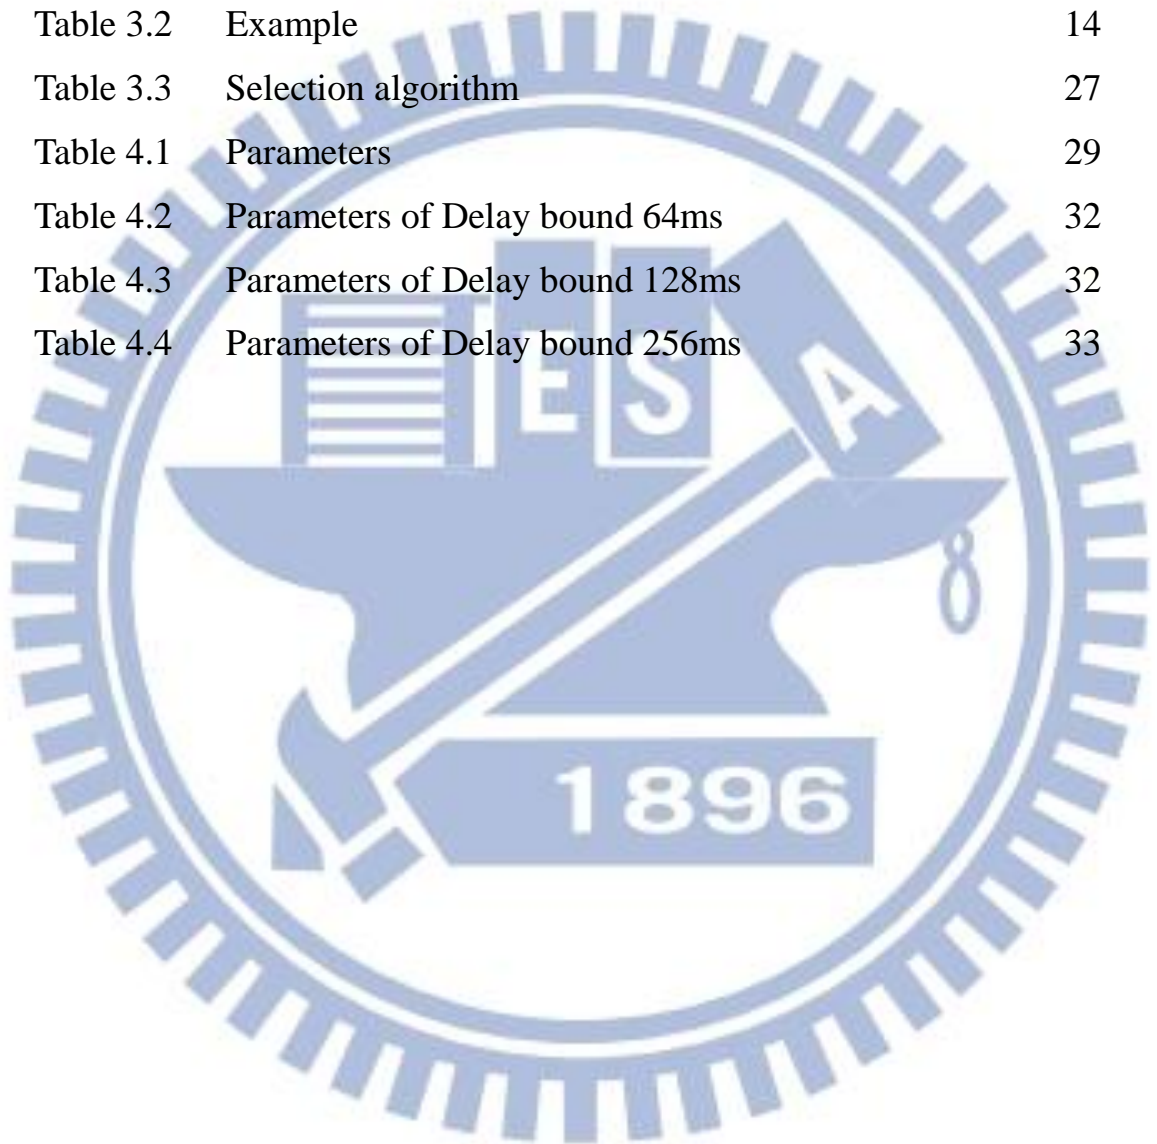 Table 3.2 Example 14
Table 3.3 Selection algorithm 27
Table 4.1 Parameters 29
Table 4.2 Parameters of Delay bound 64ms 32
Table 4.3 Parameters of Delay bound 128ms 32
Table 4.4 Parameters of Delay bound 256ms 33
E S A
1896